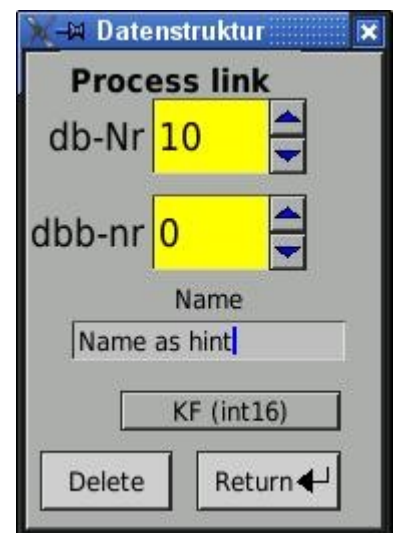 Datenstruktur
Process link
db-Nr 10
dbb-nr 0
Name
Name as hint
KF (int16)
Delete Return